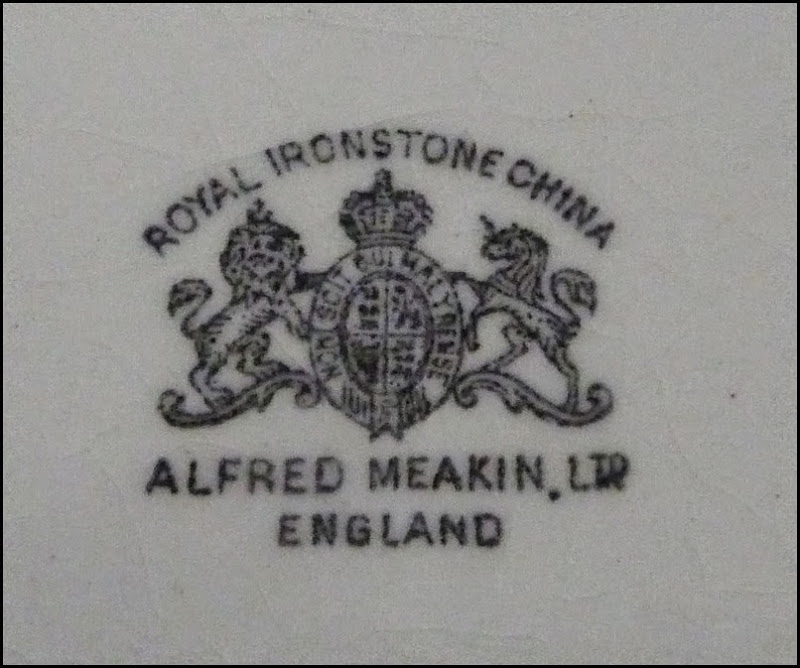 ROYAL IRONSTONE CHINA
ALFRED MEAKIN, LTD
ENGLAND